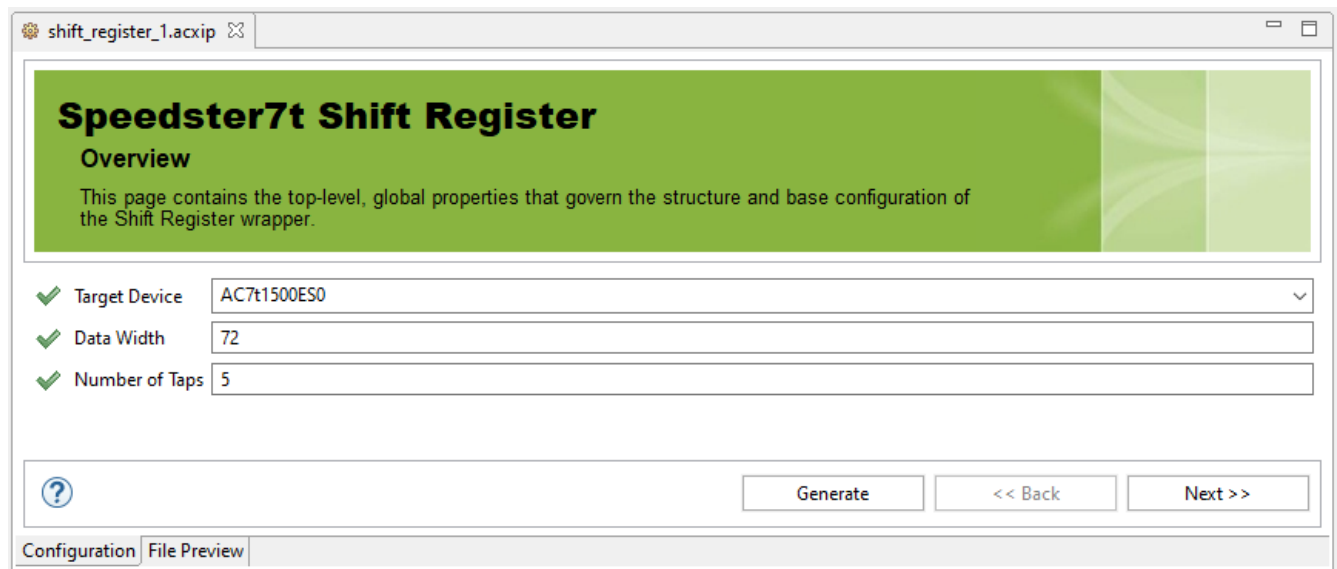 shift_register_1.acxip
Speedster7t Shift Register
Overview
This page contains the top-level, global properties that govern the structure and base configuration of
the Shift Register wrapper.
Target Device AC7t1500ES0
Data Width 72
Number of Taps 5
? Generate << Back Next >>
Configuration File Preview